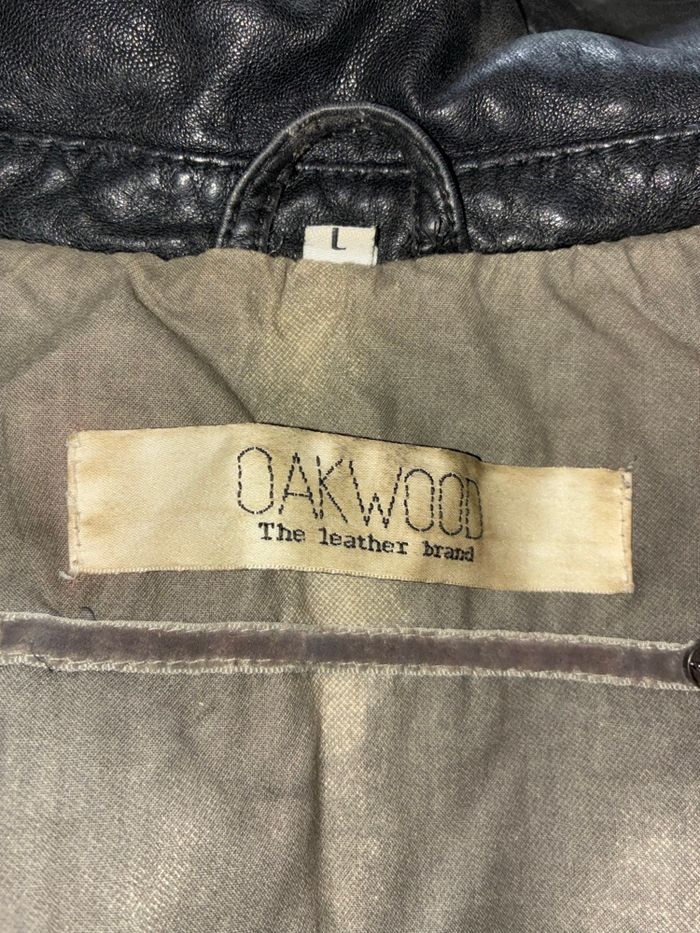 L
OAKWOOD
The leather brand